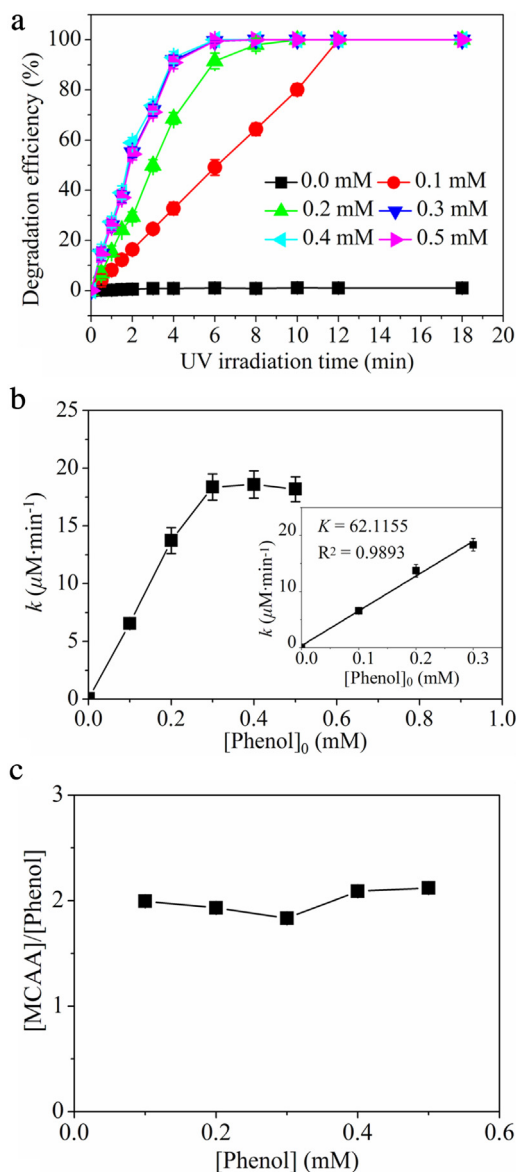 a
Degradation efficiency (%)
100
80
60
40
20
0
0.0 mM 0.1 mM
0.2 mM 0.3 mM
0.4 mM 0.5 mM
0 2 4 6 8 10 12 14 16 18 20
UV irradiation time (min)
b
k (μM·min⁻¹)
25
20
15
10
5
0
K = 62.1155
R² = 0.9893
k (μM·min⁻¹)
20
10
0
0.0 0.1 0.2 0.3
[Phenol]₀ (mM)
0.0 0.2 0.4 0.6 0.8 1.0
[Phenol]₀ (mM)
c
[MCAA]/[Phenol]
3
2
1
0
0.0 0.2 0.4 0.6
[Phenol] (mM)